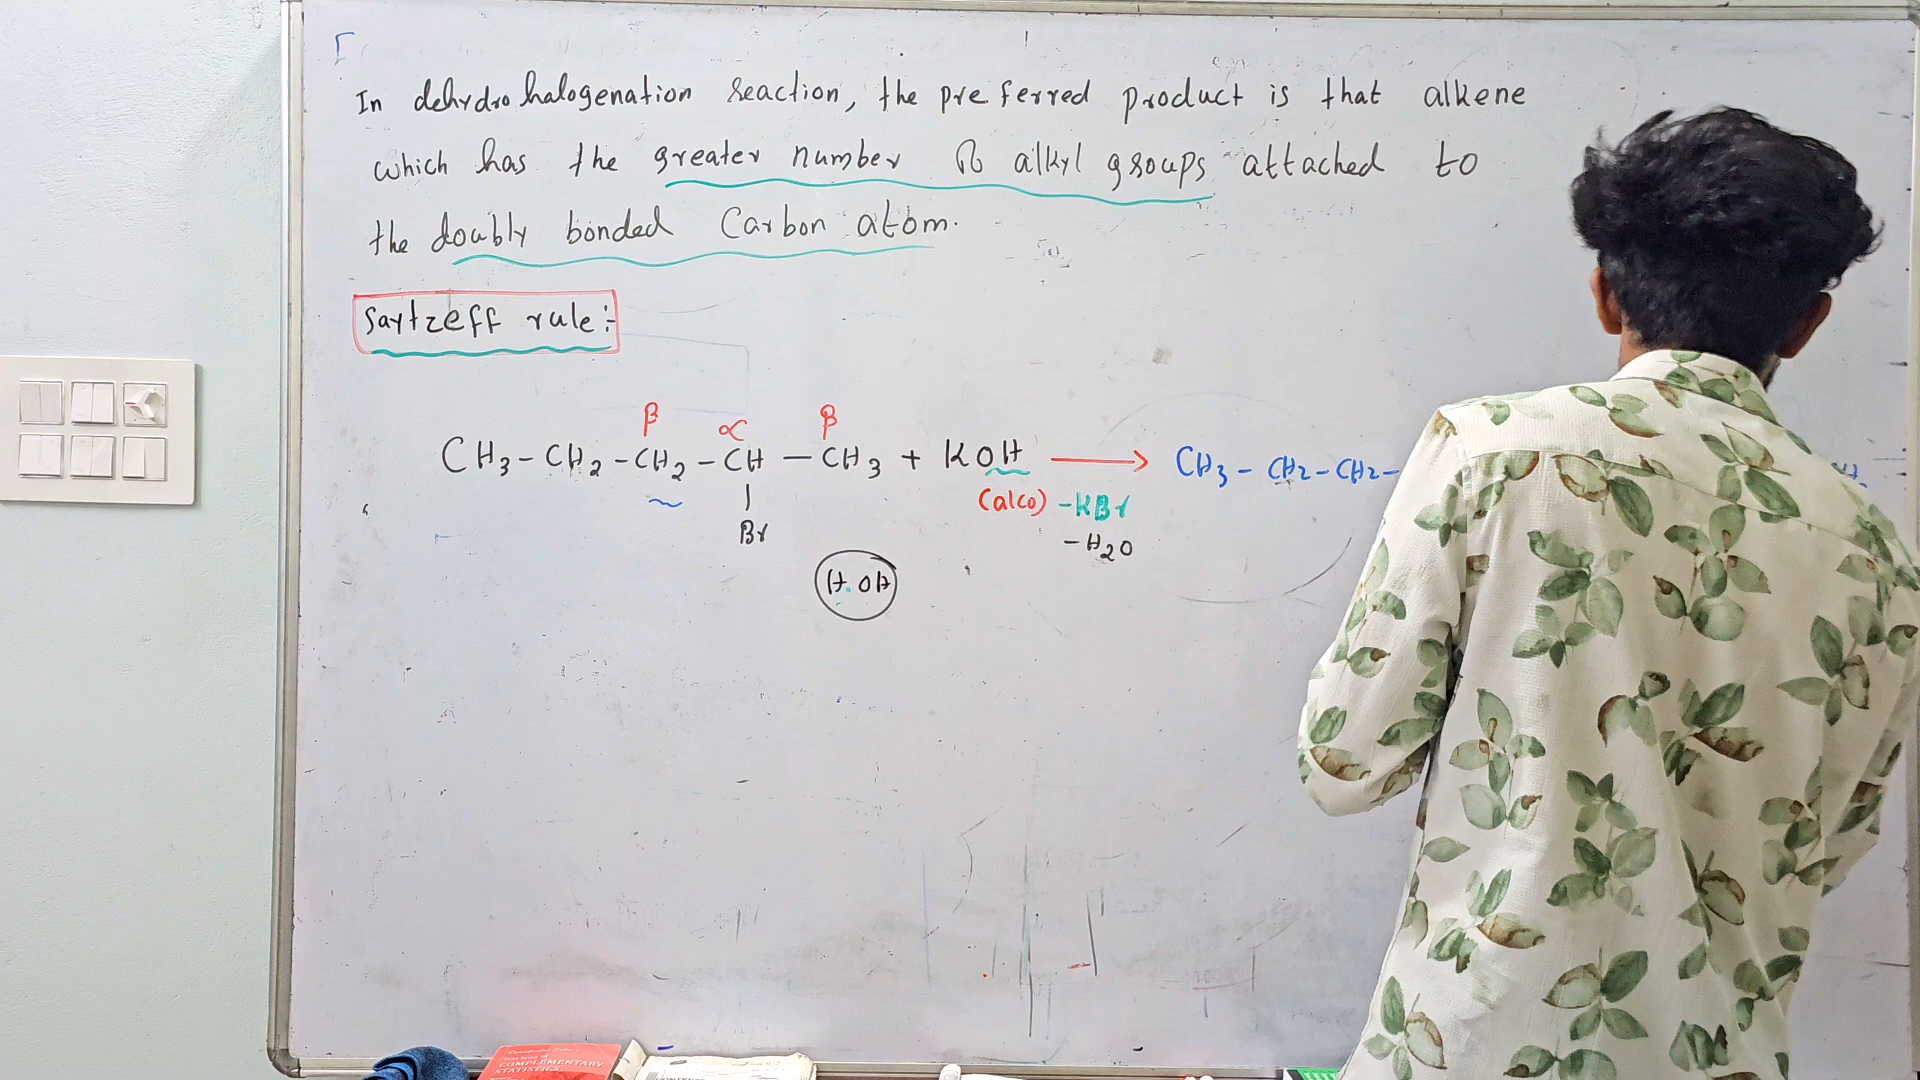 In dehydrohalogenation reaction, the preferred product is that alkene
which has the greater number of alkyl groups attached to
the doubly bonded Carbon atom.
Saytzeff rule:-
β α β
CH3-CH2-CH2-CH-CH3 + KOH ⟶ CH3-CH2-CH2-
(alco) -KBr
Br -H2O
H.OH
COMPLEMENTARY
STATISTICS